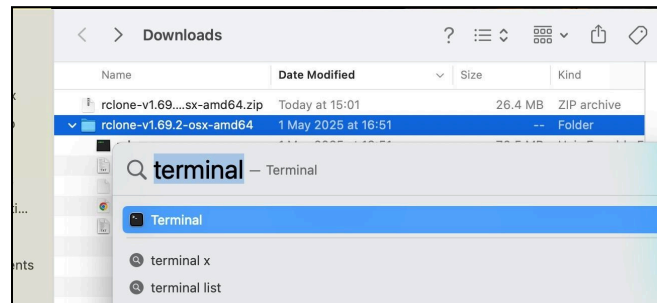 Downloads
Name Date Modified Size Kind
rclone-v1.69....sx-amd64.zip Today at 15:01 26.4 MB ZIP archive
rclone-v1.69.2-osx-amd64 1 May 2025 at 16:51 -- Folder
terminal — Terminal
Terminal
terminal x
terminal list
ents